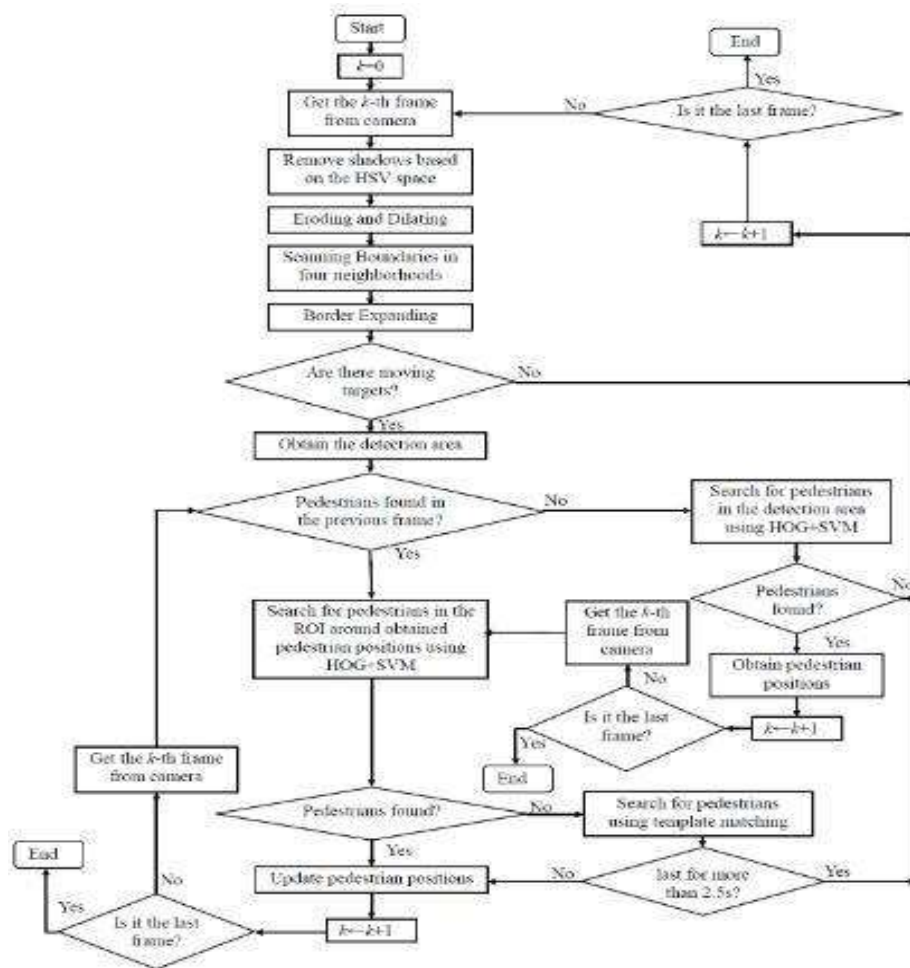 Start
k=0
Get the k-th frame
from camera
Remove shadows based
on the HSV space
Eroding and Dilating
Scanning Boundaries in
four neighborhoods
Border Expanding
Are there moving
targets?
No
Yes
Obtain the detection area
Pedestrians found in
the previous frame?
No
Yes
End
Yes
Is it the last frame?
No
k←k+1
Search for pedestrians
in the detection area
using HOG+SVM
Pedestrians
found?
No
Yes
Obtain pedestrian
positions
k←k+1
Is it the last
frame?
No
Yes
End
Get the k-th
frame from
camera
Search for pedestrians in the
ROI around obtained
pedestrian positions using
HOG+SVM
Pedestrians found?
No
Yes
Search for pedestrians
using template matching
last for more
than 2.5s?
No
Yes
Update pedestrian positions
k←k+1
Is it the last
frame?
Yes
No
End
Get the k-th frame
from camera